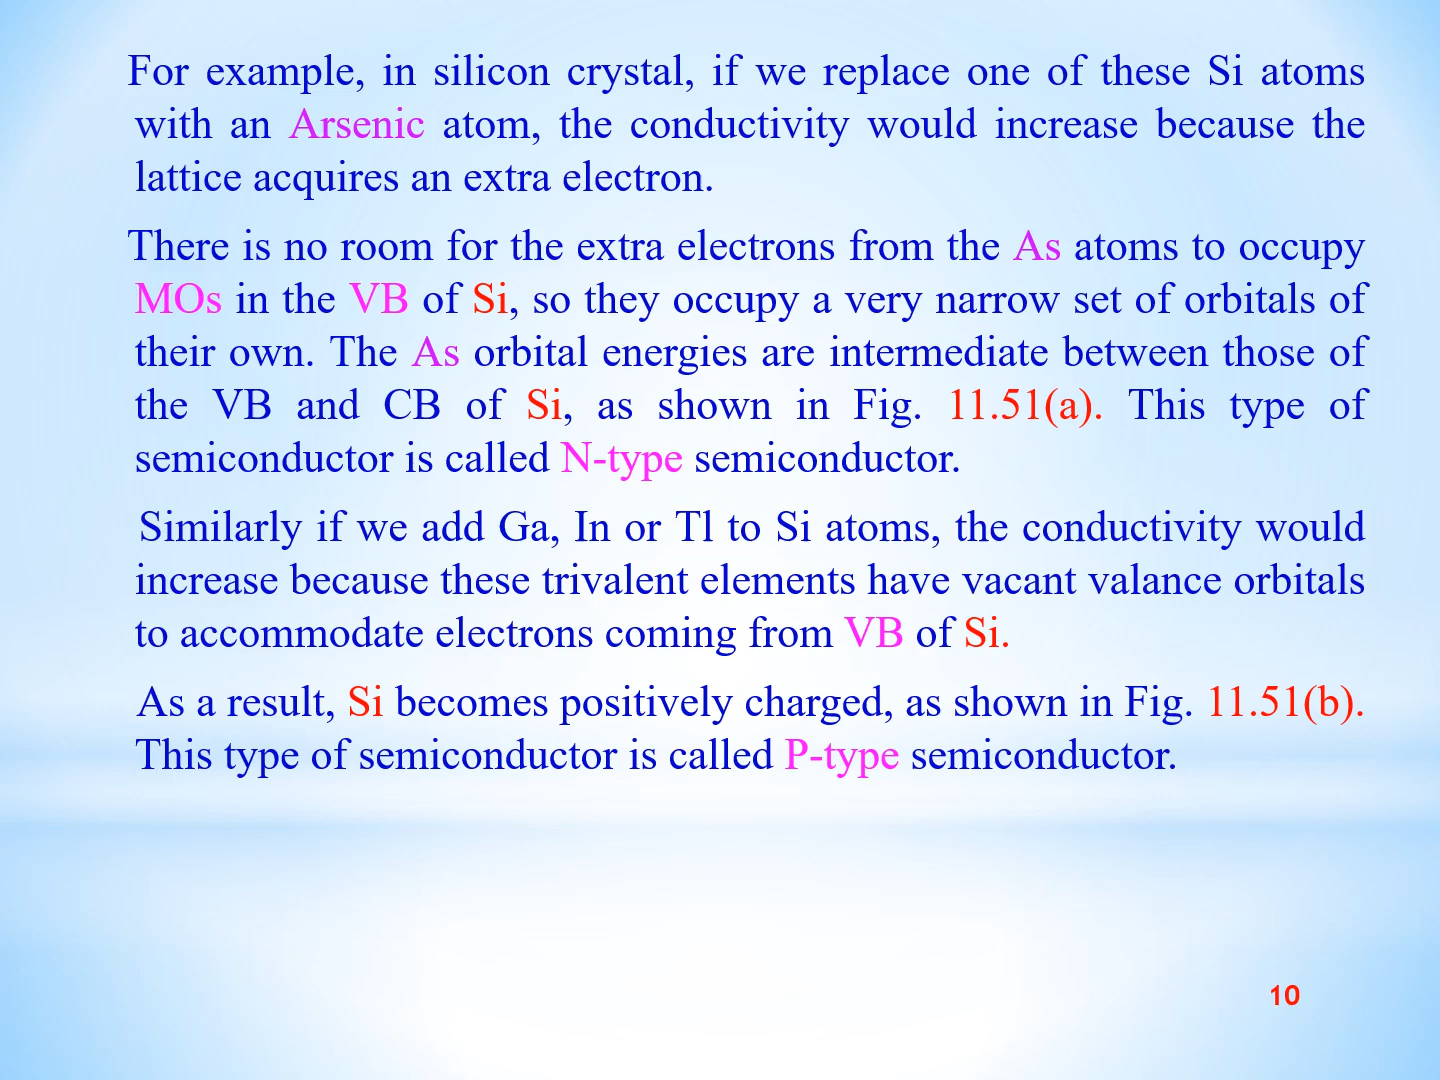 For example, in silicon crystal, if we replace one of these Si atoms
with an Arsenic atom, the conductivity would increase because the
lattice acquires an extra electron.
There is no room for the extra electrons from the As atoms to occupy
MOs in the VB of Si, so they occupy a very narrow set of orbitals of
their own. The As orbital energies are intermediate between those of
the VB and CB of Si, as shown in Fig. 11.51(a). This type of
semiconductor is called N-type semiconductor.
Similarly if we add Ga, In or Tl to Si atoms, the conductivity would
increase because these trivalent elements have vacant valance orbitals
to accommodate electrons coming from VB of Si.
As a result, Si becomes positively charged, as shown in Fig. 11.51(b).
This type of semiconductor is called P-type semiconductor.
10